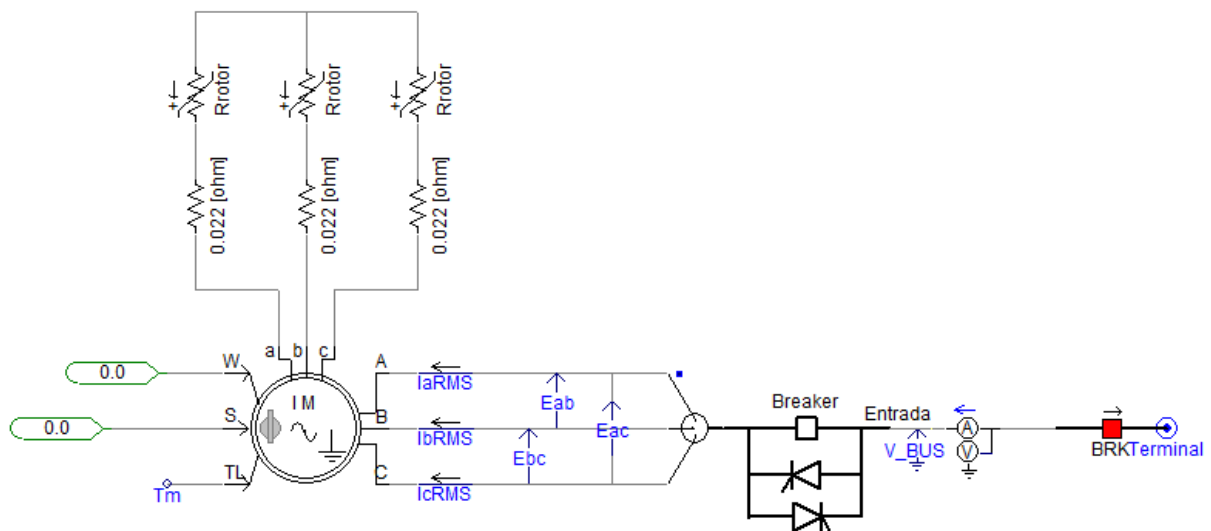 +
Rrotor
+
Rrotor
+
Rrotor
0.022 [ohm]
0.022 [ohm]
0.022 [ohm]
a
b
c
0.0
W
0.0
S
TL
Tm
I M
A
B
C
IaRMS
IbRMS
IcRMS
Eab
Ebc
Eac
Breaker
Entrada
V_BUS
A
V
BRK
Terminal